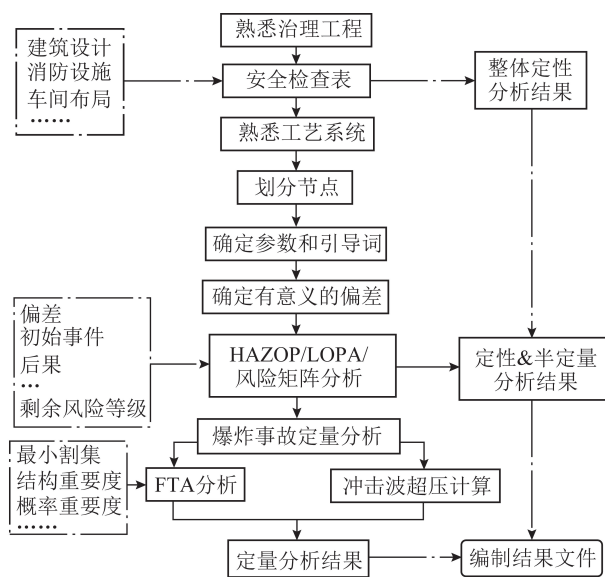 熟悉治理工程
建筑设计
消防设施
车间布局
……
安全检查表
整体定性
分析结果
熟悉工艺系统
划分节点
确定参数和引导词
确定有意义的偏差
偏差
初始事件
后果
…
剩余风险等级
HAZOP/LOPA/
风险矩阵分析
定性&半定量
分析结果
爆炸事故定量分析
最小割集
结构重要度
概率重要度
……
FTA分析
冲击波超压计算
定量分析结果
编制结果文件